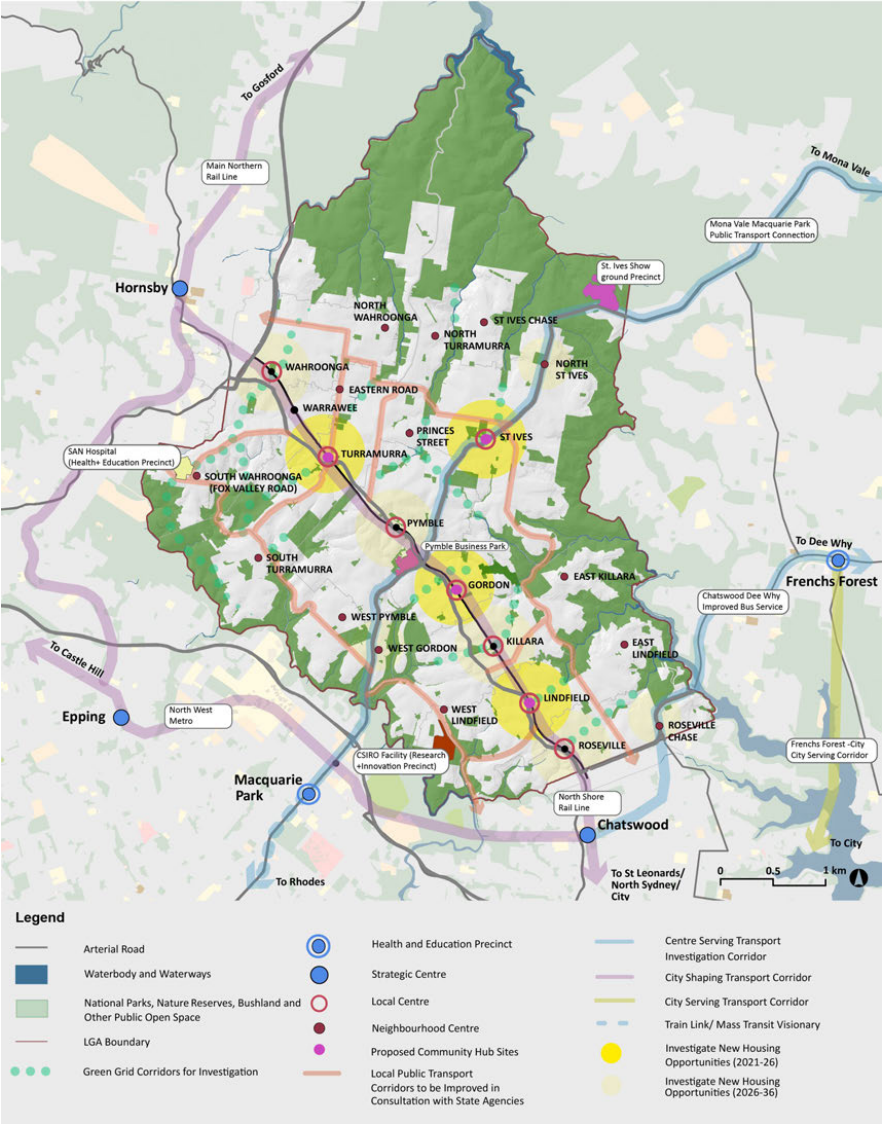 To Gosford
Main Northern
Rail Line
To Mona Vale
Mona Vale Macquarie Park
Public Transport Connection
St. Ives Show
ground Precinct
Hornsby
NORTH
WAHROONGA
ST IVES CHASE
NORTH
TURRAMURRA
NORTH
ST IVES
WAHROONGA
EASTERN ROAD
WARRAWEE
PRINCES
STREET
ST IVES
SAN Hospital
(Health+ Education Precinct)
TURRAMURRA
SOUTH WAHROONGA
(FOX VALLEY ROAD)
PYMBLE
Pymble Business Park
To Dee Why
SOUTH
TURRAMURRA
GORDON
EAST KILLARA
Frenchs Forest
Chatswood Dee Why
Improved Bus Service
WEST PYMBLE
KILLARA
EAST
LINDFIELD
WEST GORDON
To Castle Hill
LINDFIELD
Epping
North West
Metro
WEST
LINDFIELD
ROSEVILLE
CHASE
ROSEVILLE
Frenchs Forest -City
City Serving Corridor
CSIRO Facility (Research
+Innovation Precinct)
Macquarie
Park
North Shore
Rail Line
Chatswood
To City
To Rhodes
To St Leonards/
North Sydney/
City
0 0.5 1 km
Legend
Arterial Road
Waterbody and Waterways
National Parks, Nature Reserves, Bushland and
Other Public Open Space
LGA Boundary
Green Grid Corridors for Investigation
Health and Education Precinct
Strategic Centre
Local Centre
Neighbourhood Centre
Proposed Community Hub Sites
Local Public Transport
Corridors to be Improved in
Consultation with State Agencies
Centre Serving Transport
Investigation Corridor
City Shaping Transport Corridor
City Serving Transport Corridor
Train Link/ Mass Transit Visionary
Investigate New Housing
Opportunities (2021-26)
Investigate New Housing
Opportunities (2026-36)